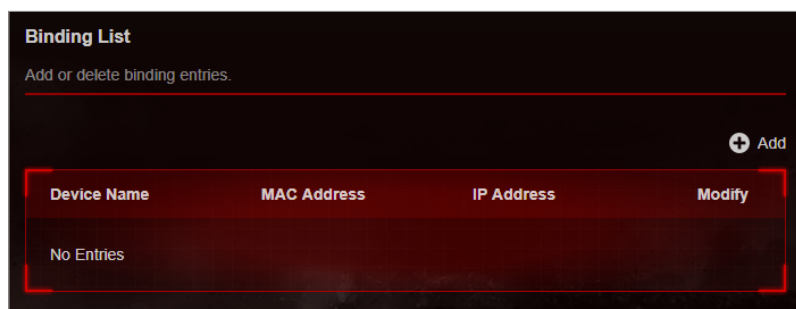 Binding List
Add or delete binding entries.
Add
Device Name MAC Address IP Address Modify
No Entries